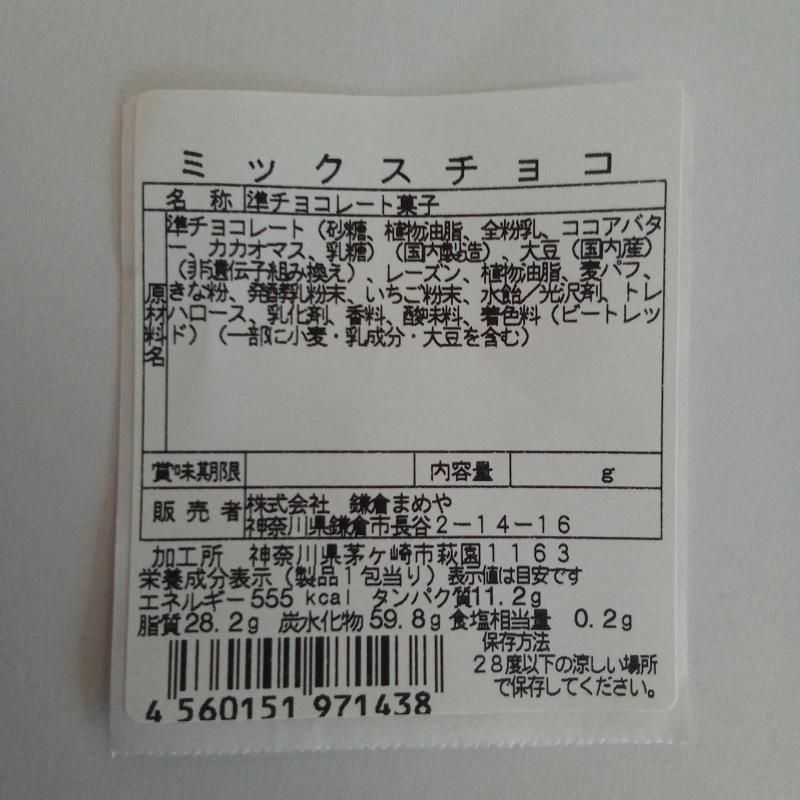 ミックスチョコ
名称 準チョコレート菓子
原材料名
準チョコレート（砂糖、植物油脂、全粉乳、ココアバタ
ー、カカオマス、乳糖）（国内製造）、大豆（国内産）
（非遺伝子組み換え）、レーズン、植物油脂、麦パフ、
きな粉、発酵乳粉末、いちご粉末、水飴／光沢剤、トレ
ハロース、乳化剤、香料、酸味料、着色料（ビートレッ
ド）（一部に小麦・乳成分・大豆を含む）
賞味期限 内容量 g
販売者 株式会社 鎌倉まめや
神奈川県鎌倉市長谷2－14－16
加工所 神奈川県茅ヶ崎市萩園1163
栄養成分表示（製品1包当り）表示値は目安です
エネルギー555 kcal タンパク質11.2g
脂質28.2g 炭水化物59.8g 食塩相当量 0.2g
保存方法
28度以下の涼しい場所
で保存してください。
4 560151 971438